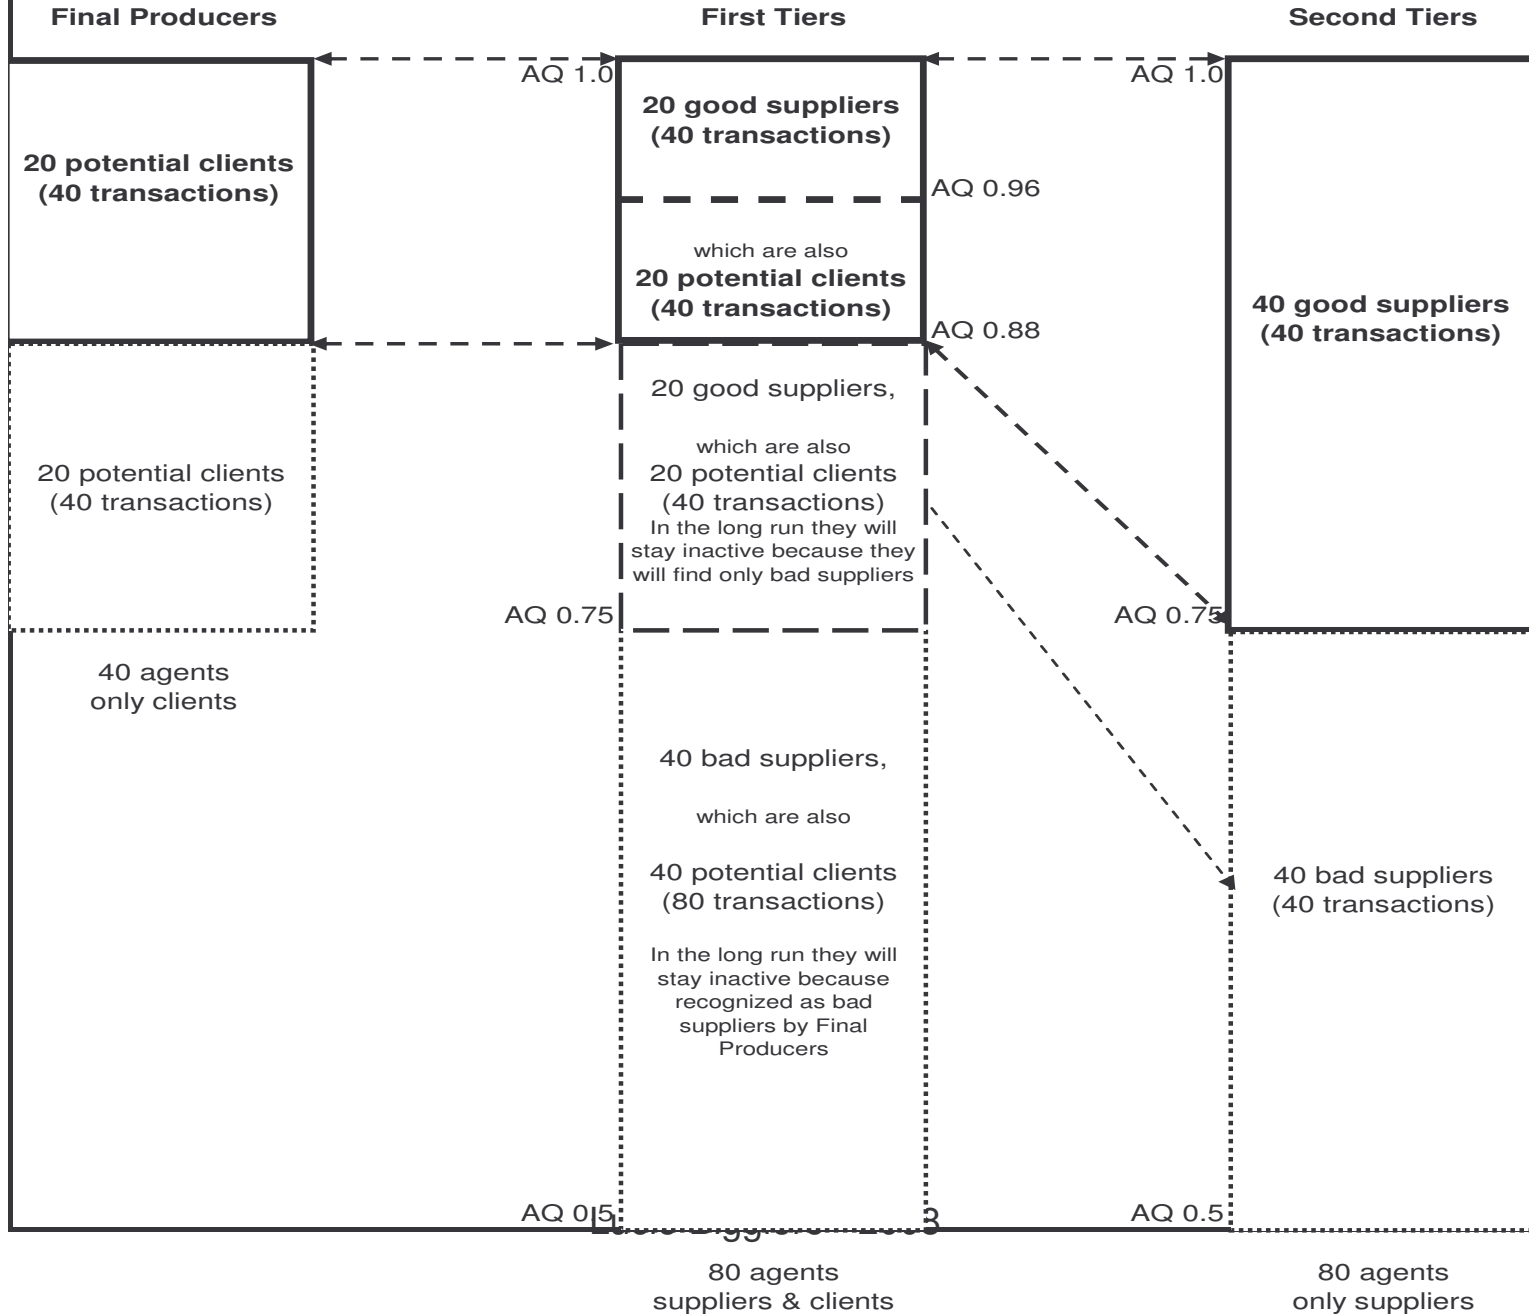 Final Producers
First Tiers
Second Tiers
AQ 1.0
AQ 1.0
20 potential clients
(40 transactions)
20 good suppliers
(40 transactions)
AQ 0.96
which are also
20 potential clients
(40 transactions)
AQ 0.88
40 good suppliers
(40 transactions)
20 potential clients
(40 transactions)
20 good suppliers,
which are also
20 potential clients
(40 transactions)
In the long run they will
stay inactive because they
will find only bad suppliers
AQ 0.75
AQ 0.75
40 agents
only clients
40 bad suppliers,
which are also
40 potential clients
(80 transactions)
In the long run they will
stay inactive because
recognized as bad
suppliers by Final
Producers
40 bad suppliers
(40 transactions)
AQ 0.5
AQ 0.5
80 agents
suppliers & clients
80 agents
only suppliers